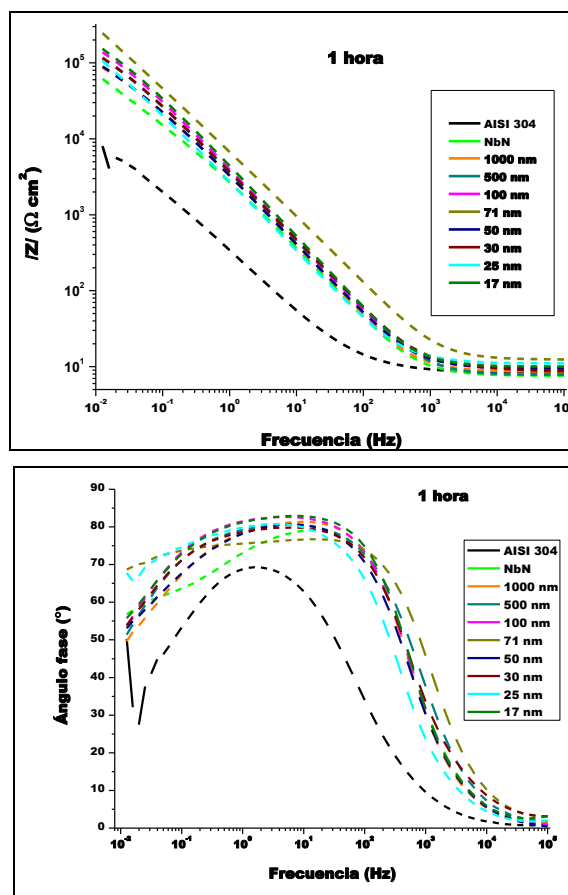 1 hora
/Z/ (Ω cm²)
10⁵
10⁴
10³
10²
10¹
AISI 304
NbN
1000 nm
500 nm
100 nm
71 nm
50 nm
30 nm
25 nm
17 nm
10⁻² 10⁻¹ 10⁰ 10¹ 10² 10³ 10⁴ 10⁵
Frecuencia (Hz)
1 hora
Ángulo fase (°)
90
80
70
60
50
40
30
20
10
0
AISI 304
NbN
1000 nm
500 nm
100 nm
71 nm
50 nm
30 nm
25 nm
17 nm
10⁻² 10⁻¹ 10⁰ 10¹ 10² 10³ 10⁴ 10⁵
Frecuencia (Hz)